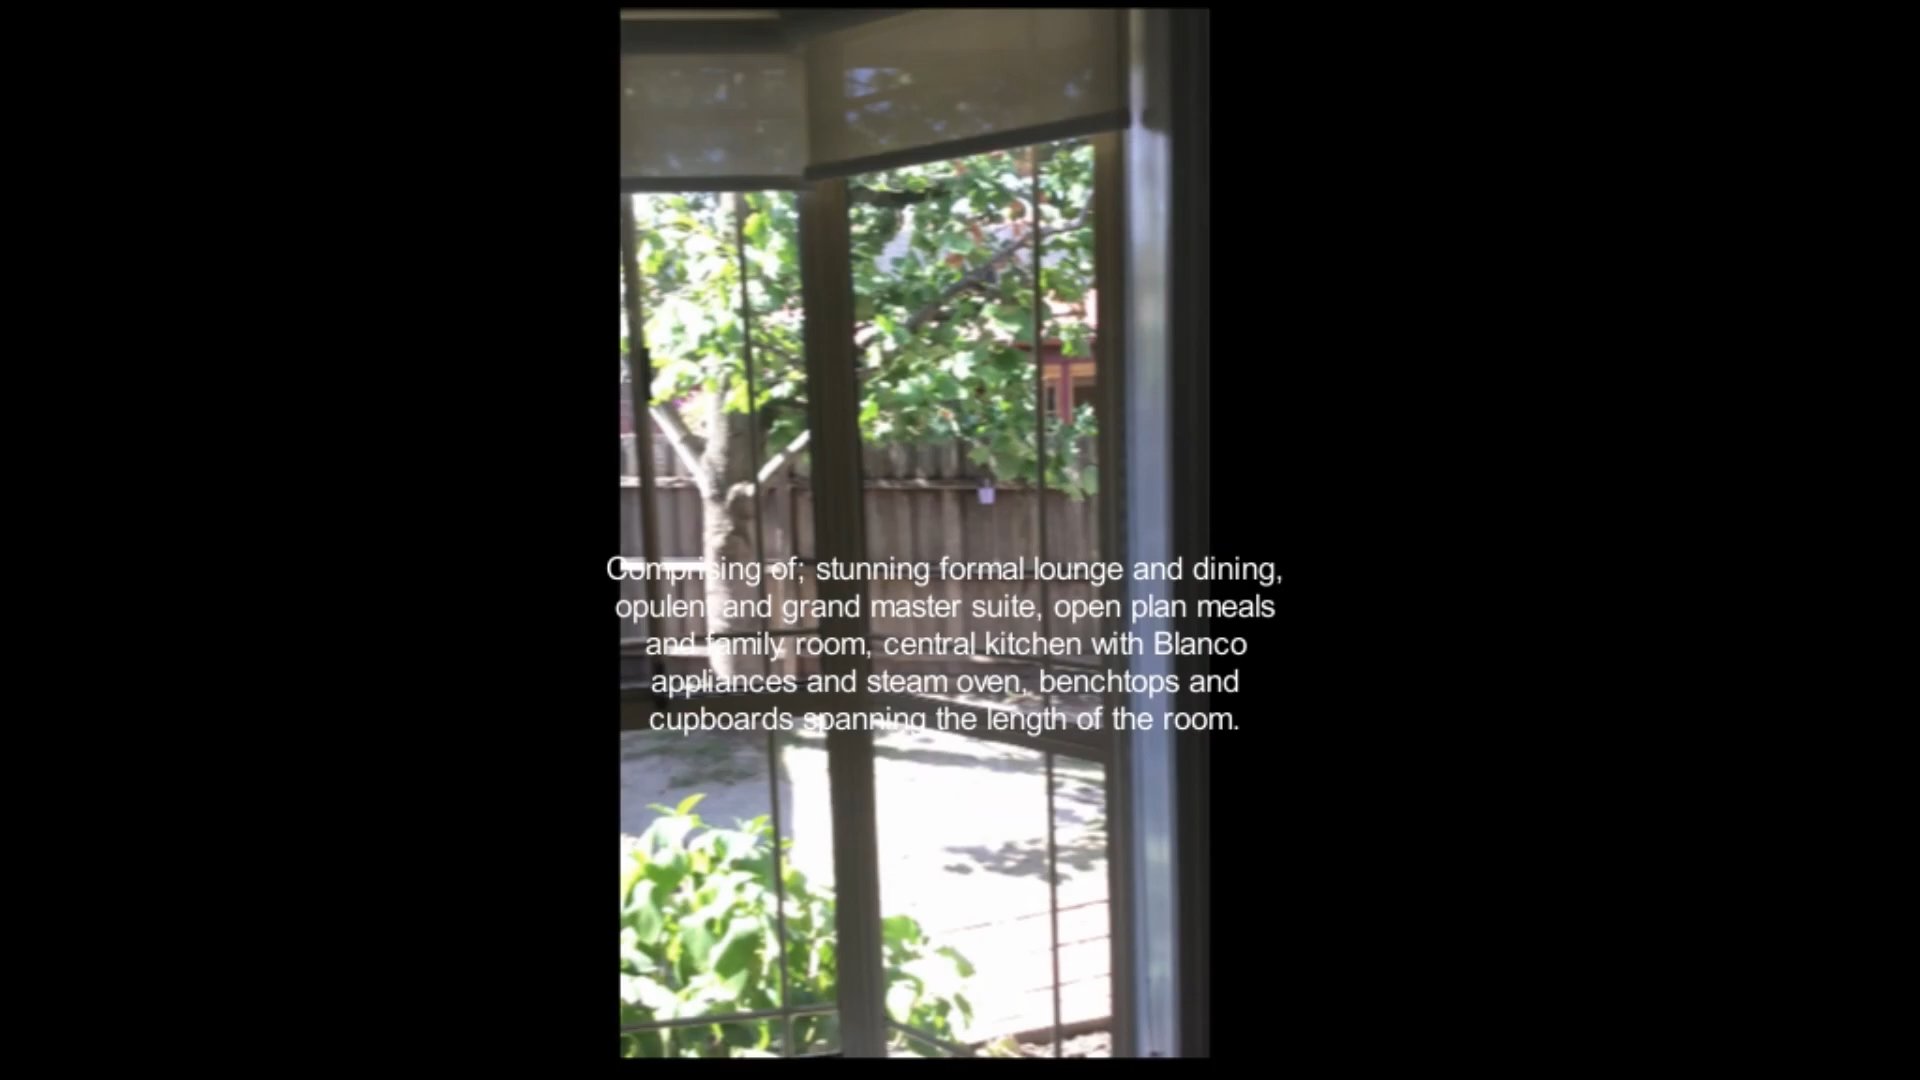 Comprising of; stunning formal lounge and dining,
opulent and grand master suite, open plan meals
and family room, central kitchen with Blanco
appliances and steam oven, benchtops and
cupboards spanning the length of the room.